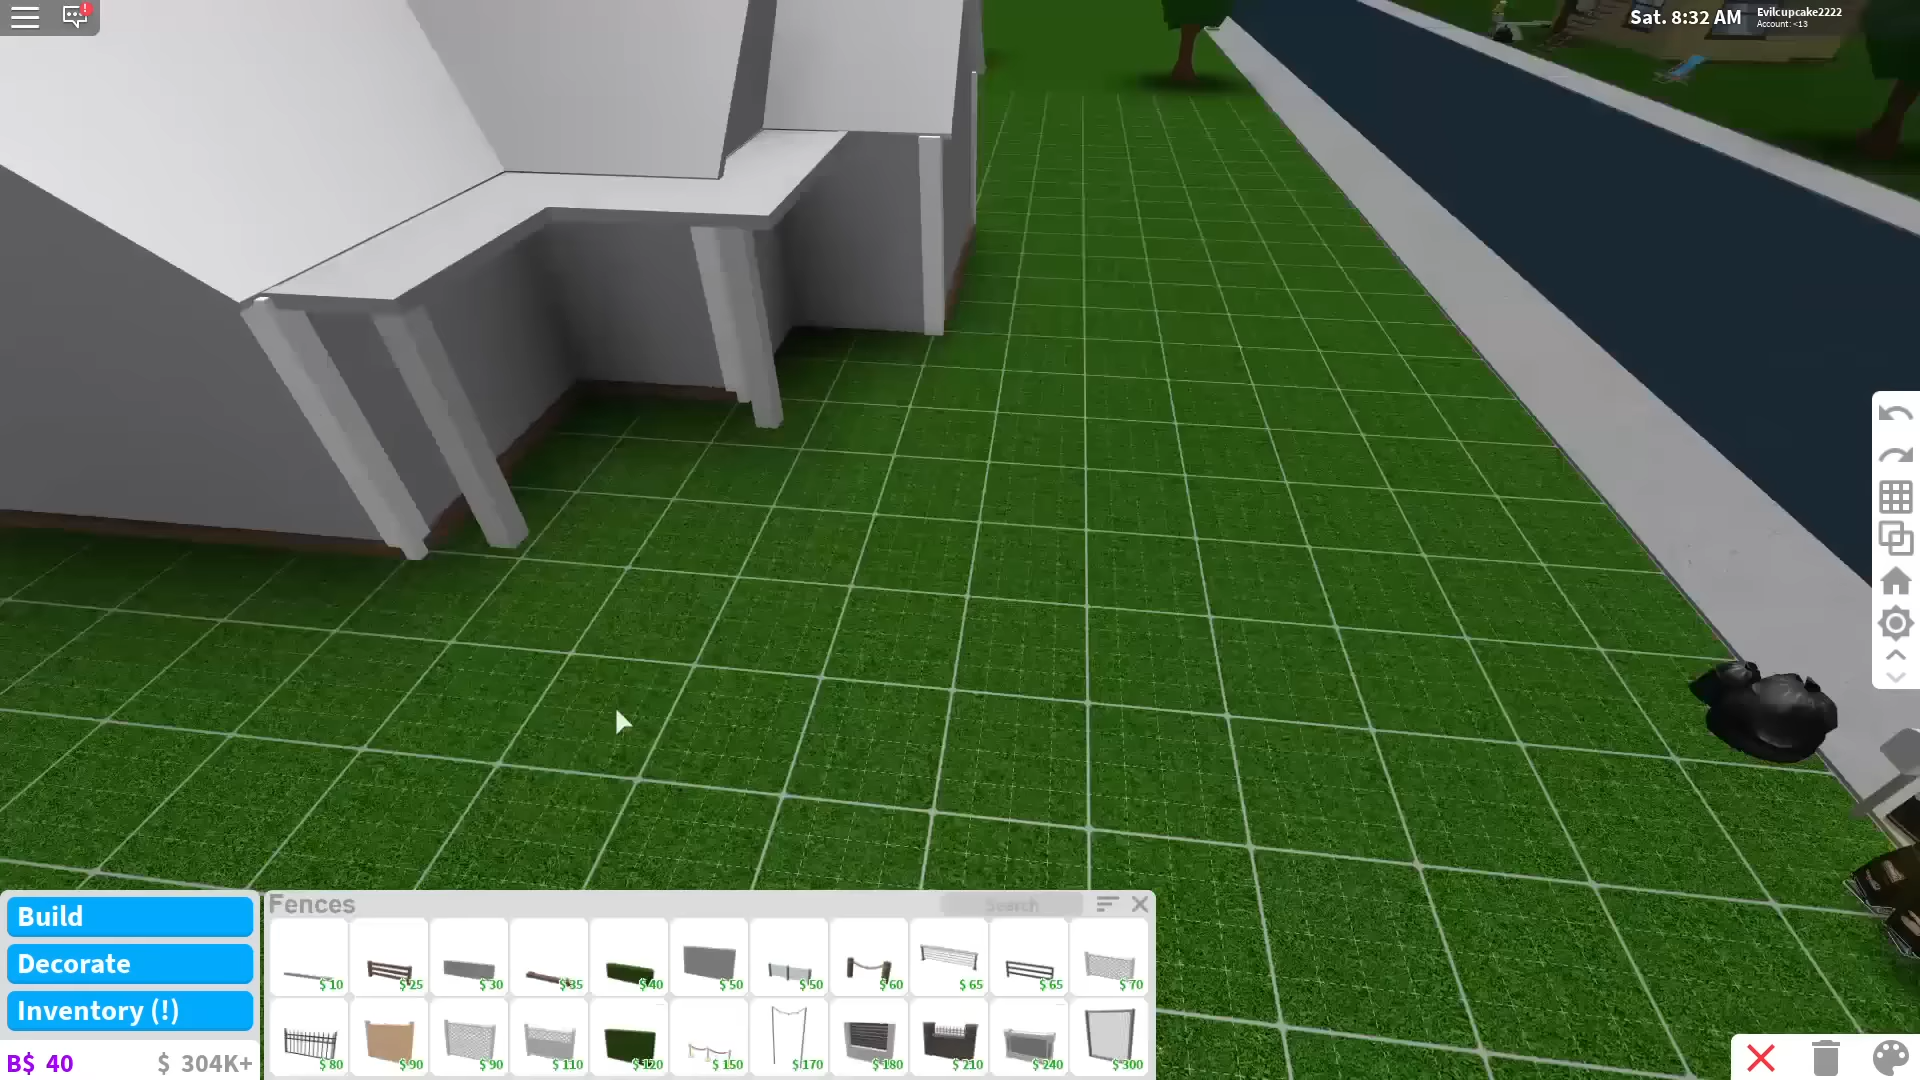 Sat. 8:32 AM
Evilcupcake2222
Account: <13
Fences
Search
Build
Decorate
Inventory (!)
B$ 40
$ 304K+
$ 10
$ 25
$ 30
$ 35
$ 40
$ 50
$ 50
$ 60
$ 65
$ 65
$ 70
$ 80
$ 90
$ 90
$ 110
$ 120
$ 150
$ 170
$ 180
$ 210
$ 240
$ 300